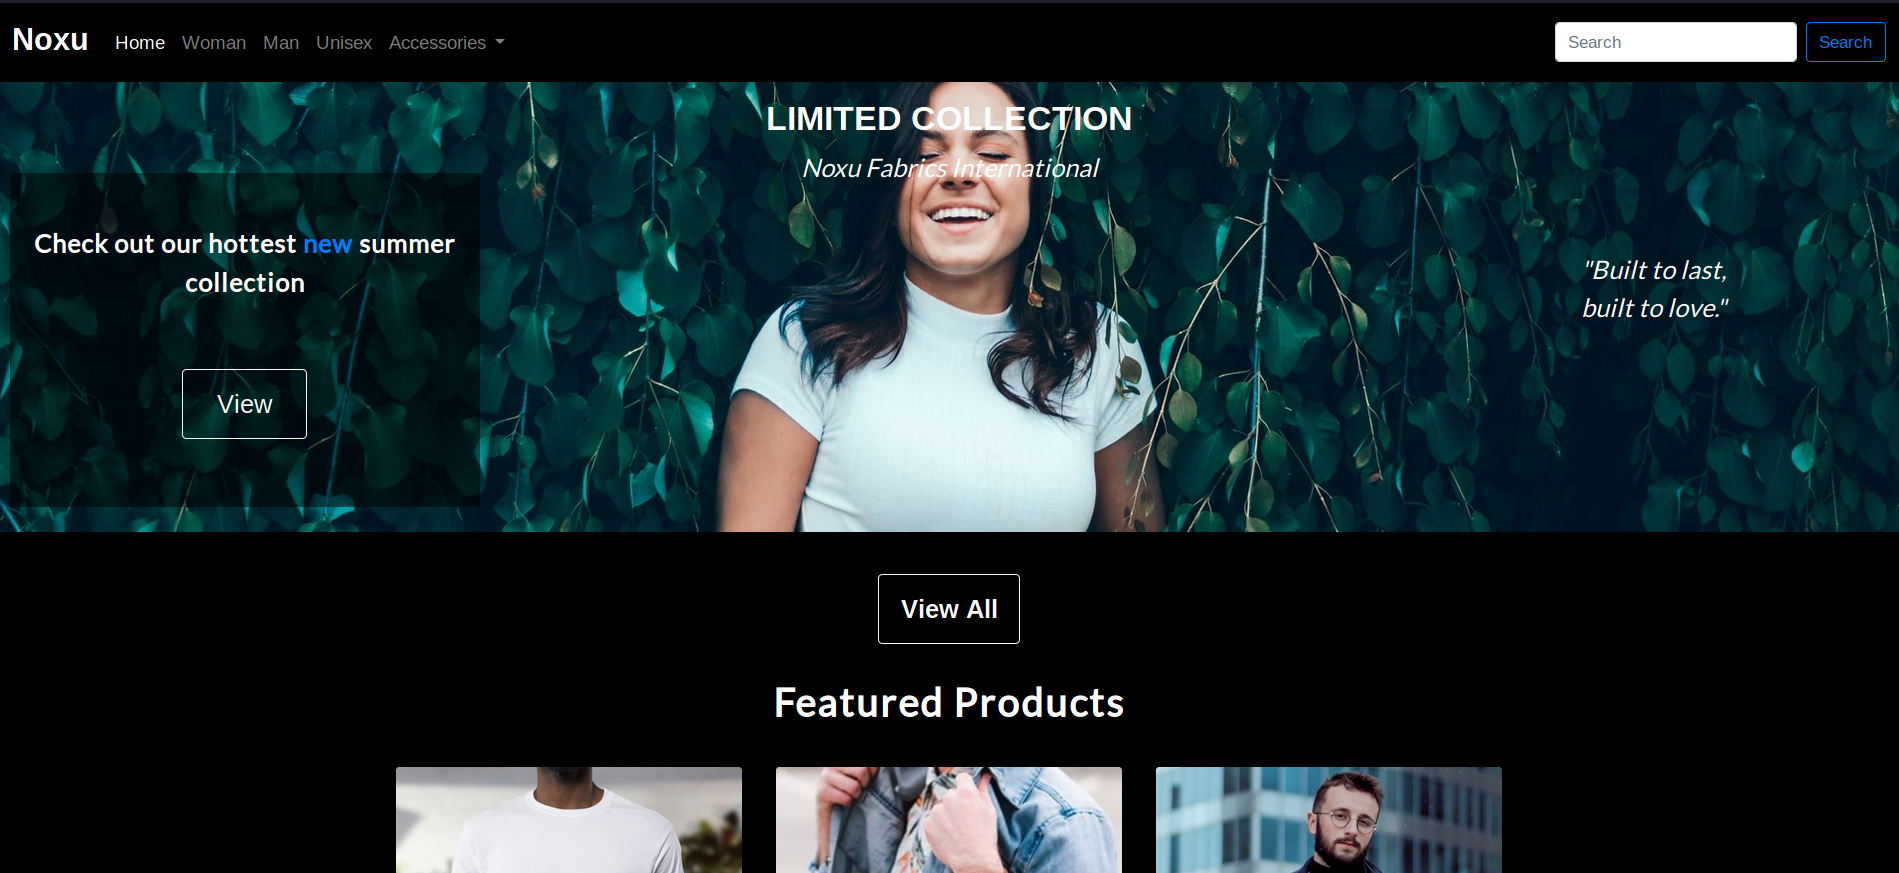 Noxu Home Woman Man Unisex Accessories Search Search
LIMITED COLLECTION
Noxu Fabrics International
Check out our hottest new summer
collection
View
"Built to last,
built to love."
View All
Featured Products